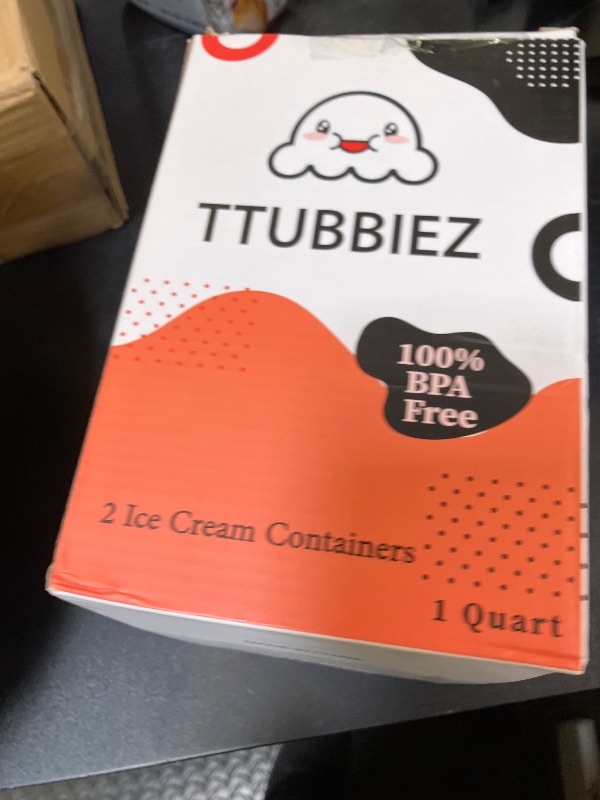 TTUBBIEZ
100%
BPA
Free
2 Ice Cream Containers
1 Quart